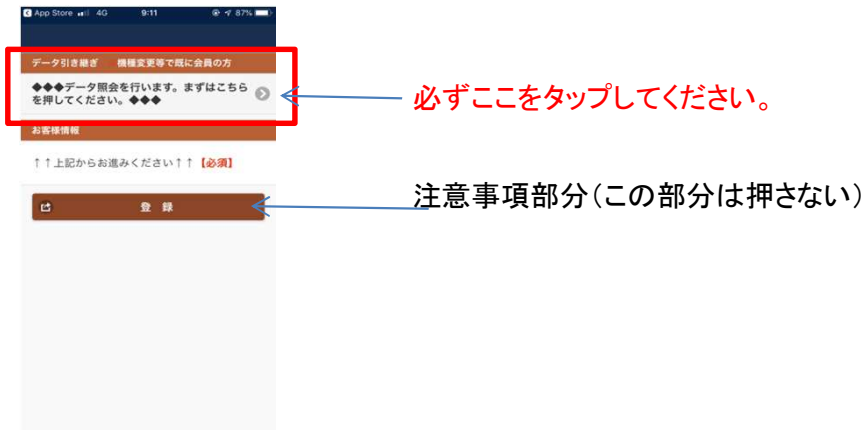 App Store 4G 9:11 87%
データ引き継ぎ 機種変更等で既に会員の方
◆◆◆データ照会を行います。まずはこちら
を押してください。◆◆◆
必ずここをタップしてください。
お客様情報
↑↑上記からお進みください↑↑【必須】
登 録
注意事項部分(この部分は押さない)